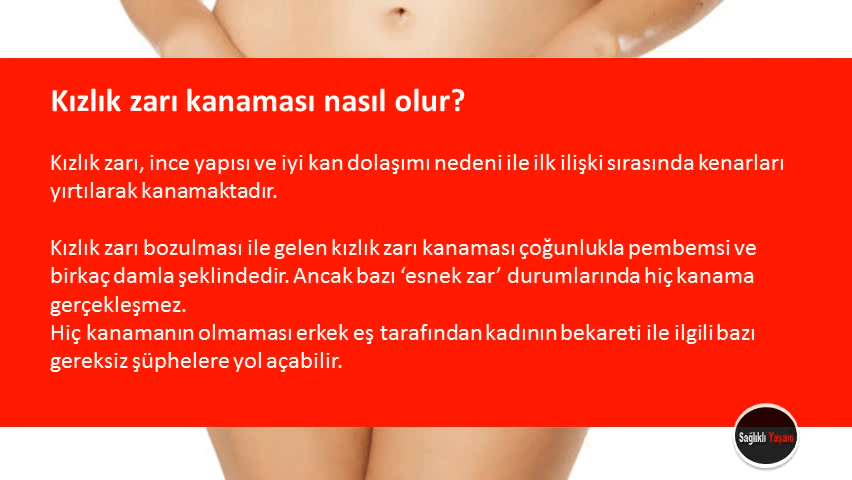 Kızlık zarı kanaması nasıl olur?
Kızlık zarı, ince yapısı ve iyi kan dolaşımı nedeni ile ilk ilişki sırasında kenarları
yırtılarak kanamaktadır.
Kızlık zarı bozulması ile gelen kızlık zarı kanaması çoğunlukla pembemsi ve
birkaç damla şeklindedir. Ancak bazı ‘esnek zar’ durumlarında hiç kanama
gerçekleşmez.
Hiç kanamanın olmaması erkek eş tarafından kadının bekareti ile ilgili bazı
gereksiz şüphelere yol açabilir.
Sağlıklı Yaşam